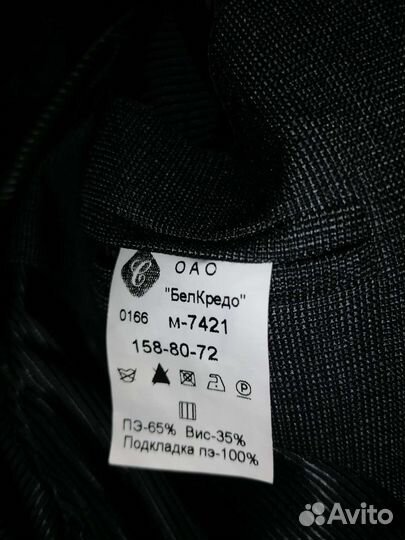 ОАО
"БелКредо"
0166 м-7421
158-80-72
P
ПЭ-65% Вис-35%
Подкладка пэ-100%
Avito